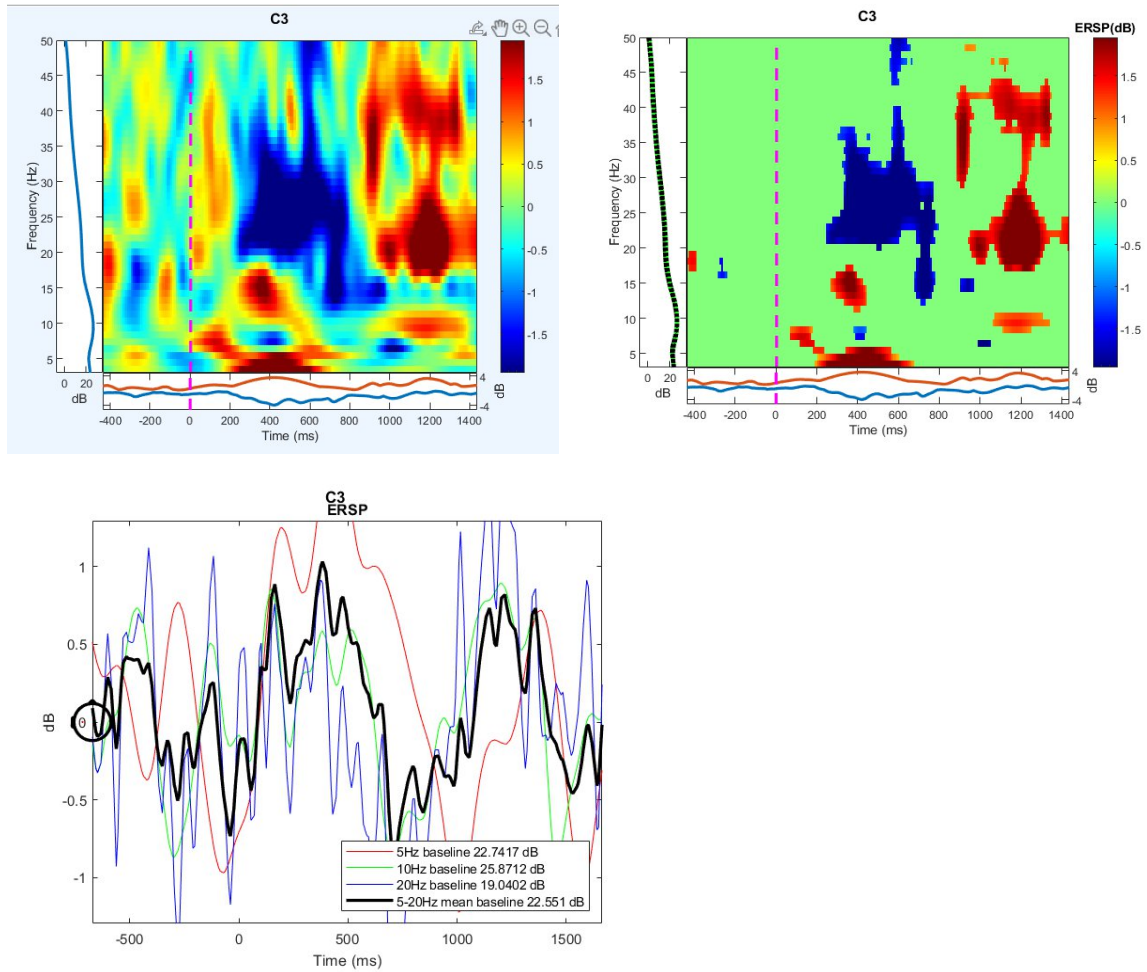 C3
50
45
40
35
30
25
20
15
10
5
Frequency (Hz)
0 20
dB
1.5
1
0.5
0
-0.5
-1
-1.5
4
-4
dB
-400 -200 0 200 400 600 800 1000 1200 1400
Time (ms)
C3
ERSP(dB)
50
45
40
35
30
25
20
15
10
5
Frequency (Hz)
0 20
dB
1.5
1
0.5
0
-0.5
-1
-1.5
4
-4
dB
-400 -200 0 200 400 600 800 1000 1200 1400
Time (ms)
C3
ERSP
1
0.5
0
-0.5
-1
dB
5Hz baseline 22.7417 dB
10Hz baseline 25.8712 dB
20Hz baseline 19.0402 dB
5-20Hz mean baseline 22.551 dB
-500 0 500 1000 1500
Time (ms)